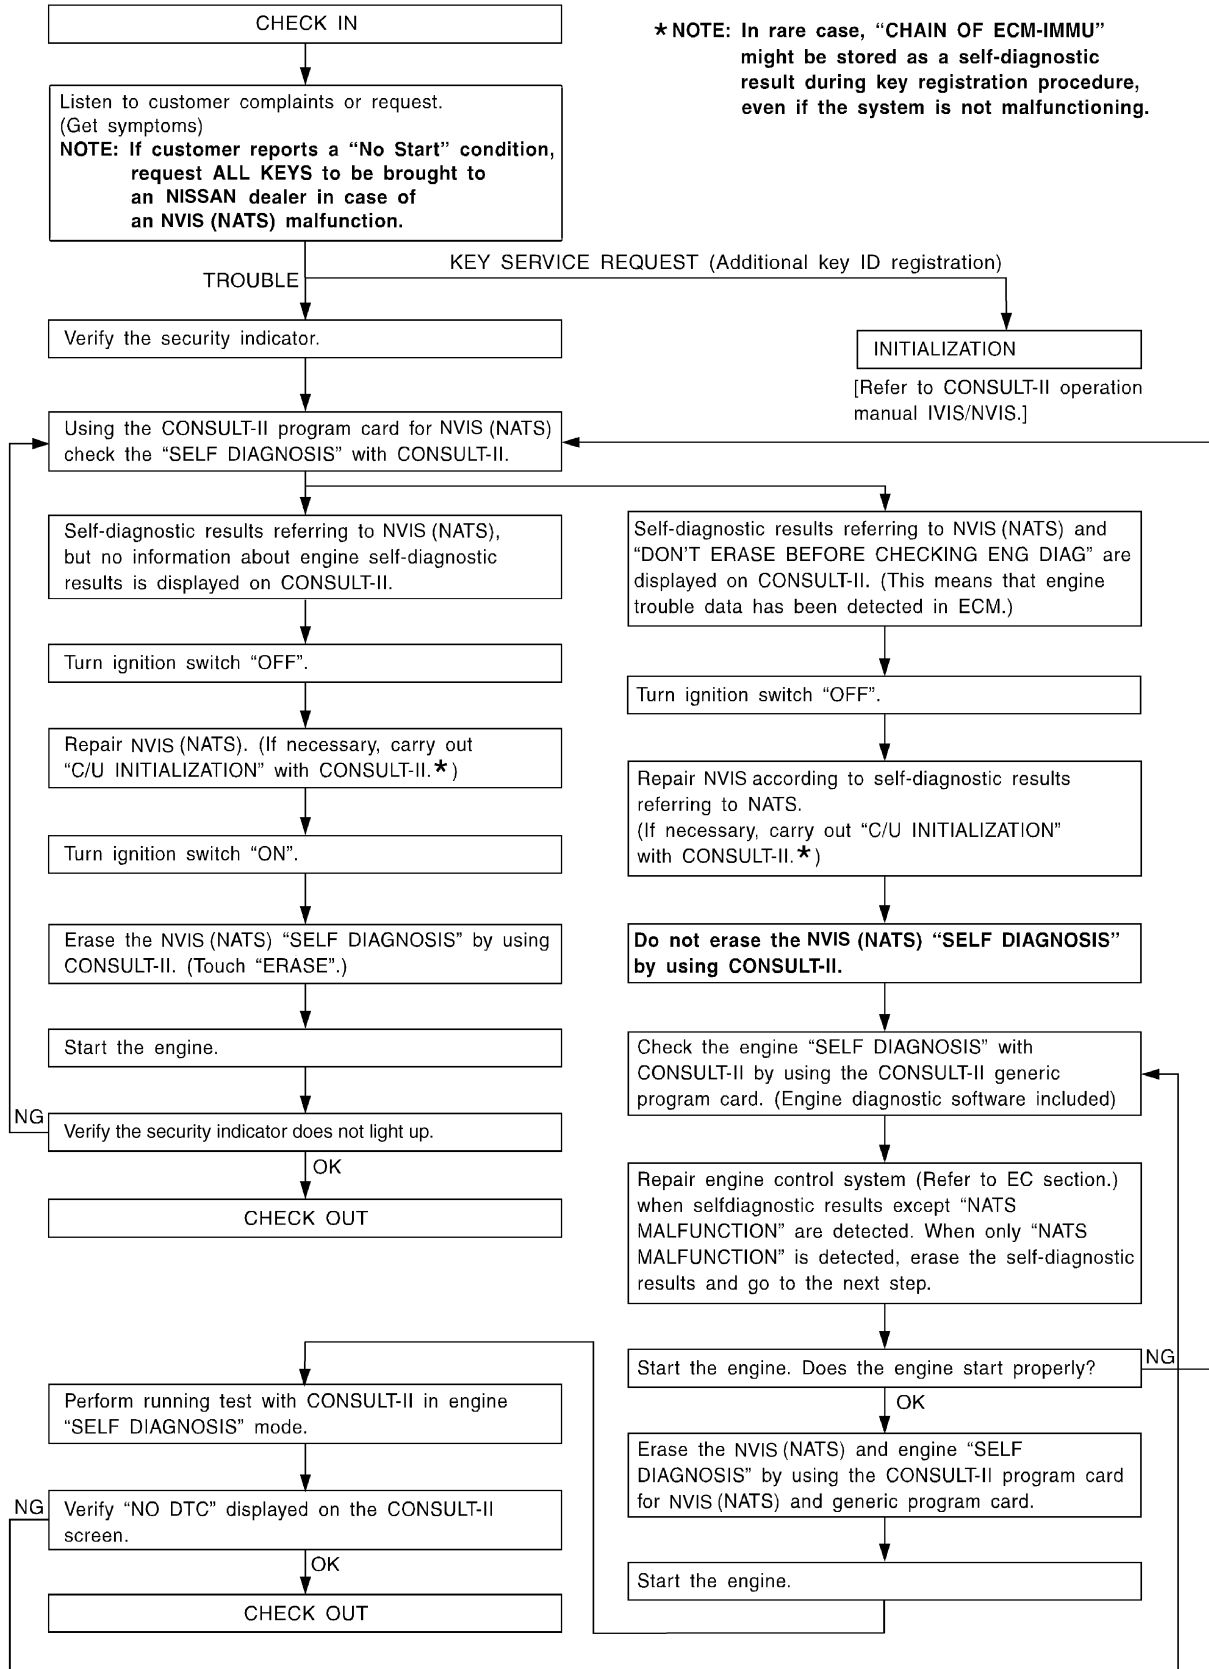 CHECK IN
★NOTE: In rare case, “CHAIN OF ECM-IMMU”
might be stored as a self-diagnostic
result during key registration procedure,
even if the system is not malfunctioning.
Listen to customer complaints or request.
(Get symptoms)
NOTE: If customer reports a “No Start” condition,
request ALL KEYS to be brought to
an NISSAN dealer in case of
an NVIS (NATS) malfunction.
KEY SERVICE REQUEST (Additional key ID registration)
TROUBLE
Verify the security indicator.
INITIALIZATION
[Refer to CONSULT-II operation
manual IVIS/NVIS.]
Using the CONSULT-II program card for NVIS (NATS)
check the “SELF DIAGNOSIS” with CONSULT-II.
Self-diagnostic results referring to NVIS (NATS),
but no information about engine self-diagnostic
results is displayed on CONSULT-II.
Turn ignition switch “OFF”.
Repair NVIS (NATS). (If necessary, carry out
“C/U INITIALIZATION” with CONSULT-II.★)
Turn ignition switch “ON”.
Erase the NVIS (NATS) “SELF DIAGNOSIS” by using
CONSULT-II. (Touch “ERASE”.)
Start the engine.
NG
Verify the security indicator does not light up.
OK
CHECK OUT
Self-diagnostic results referring to NVIS (NATS) and
“DON’T ERASE BEFORE CHECKING ENG DIAG” are
displayed on CONSULT-II. (This means that engine
trouble data has been detected in ECM.)
Turn ignition switch “OFF”.
Repair NVIS according to self-diagnostic results
referring to NATS.
(If necessary, carry out “C/U INITIALIZATION”
with CONSULT-II.★)
Do not erase the NVIS (NATS) “SELF DIAGNOSIS”
by using CONSULT-II.
Check the engine “SELF DIAGNOSIS” with
CONSULT-II by using the CONSULT-II generic
program card. (Engine diagnostic software included)
Repair engine control system (Refer to EC section.)
when selfdiagnostic results except “NATS
MALFUNCTION” are detected. When only “NATS
MALFUNCTION” is detected, erase the self-diagnostic
results and go to the next step.
Start the engine. Does the engine start properly?
NG
OK
Erase the NVIS (NATS) and engine “SELF
DIAGNOSIS” by using the CONSULT-II program card
for NVIS (NATS) and generic program card.
Start the engine.
Perform running test with CONSULT-II in engine
“SELF DIAGNOSIS” mode.
NG
Verify “NO DTC” displayed on the CONSULT-II
screen.
OK
CHECK OUT